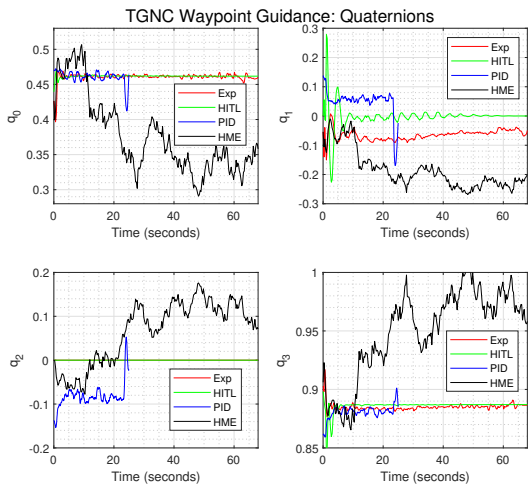 TGNC Waypoint Guidance: Quaternions
0.5
0.45
0.4
0.35
0.3
q0
0
20
40
60
Time (seconds)
Exp
HITL
PID
HME
0.3
0.2
0.1
0
-0.1
-0.2
-0.3
q1
0
20
40
60
Time (seconds)
Exp
HITL
PID
HME
0.2
0.1
0
-0.1
-0.2
q2
0
20
40
60
Time (seconds)
Exp
HITL
PID
HME
1
0.95
0.9
0.85
q3
0
20
40
60
Time (seconds)
Exp
HITL
PID
HME